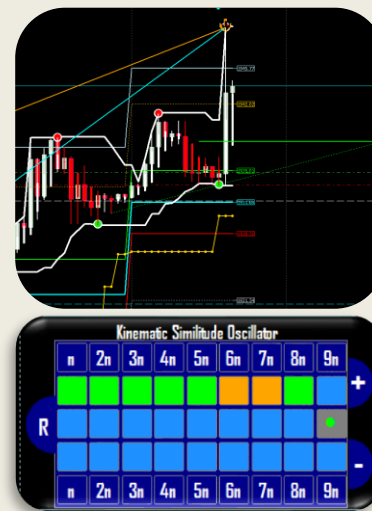 Kinematic Similitude Oscillator
n 2n 3n 4n 5n 6n 7n 8n 9n
+
R
-
n 2n 3n 4n 5n 6n 7n 8n 9n